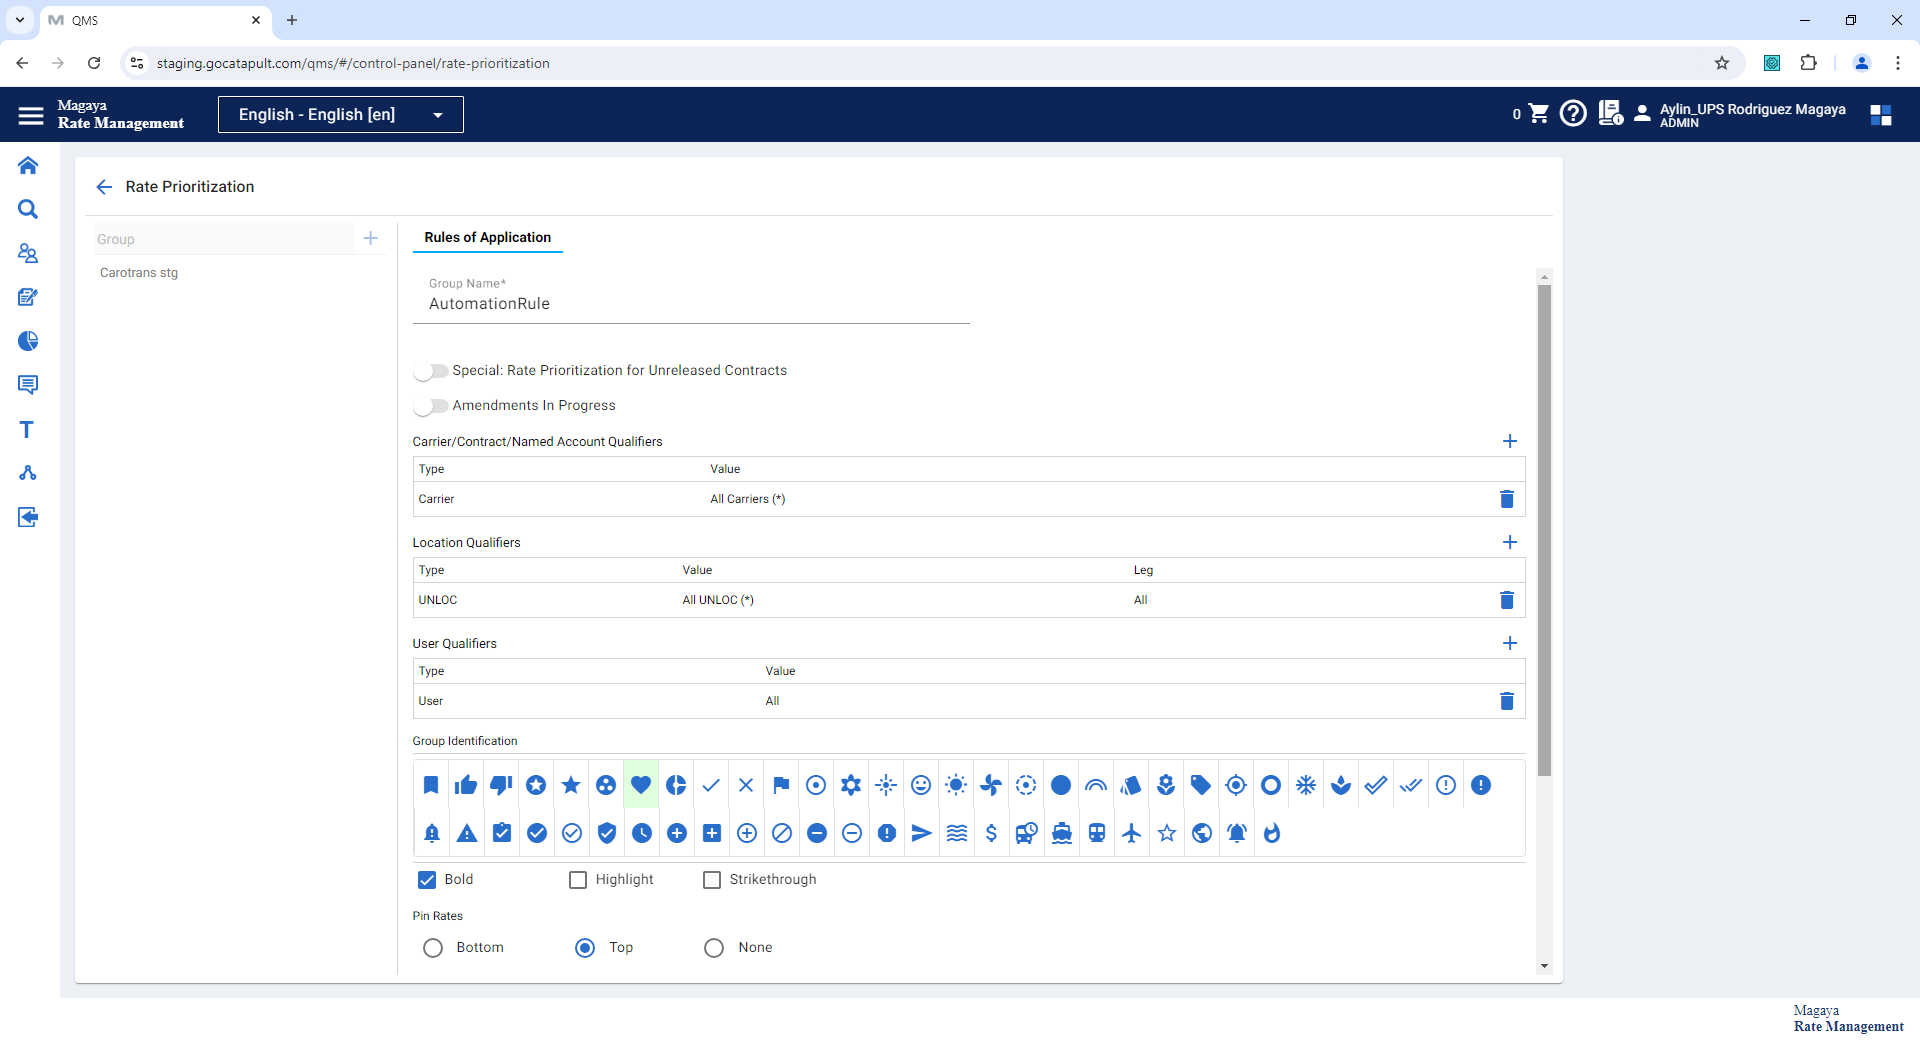 QMS
staging.gocatapult.com/qms/#/control-panel/rate-prioritization
Magaya
Rate Management
English - English [en]
0
Aylin_UPS Rodriguez Magaya
ADMIN
Rate Prioritization
Group
Carotrans stg
Rules of Application
Group Name*
AutomationRule
Special: Rate Prioritization for Unreleased Contracts
Amendments In Progress
Carrier/Contract/Named Account Qualifiers
Type Value
Carrier All Carriers (*)
Location Qualifiers
Type Value Leg
UNLOC All UNLOC (*) All
User Qualifiers
Type Value
User All
Group Identification
Bold Highlight Strikethrough
Pin Rates
Bottom Top None
Magaya
Rate Management